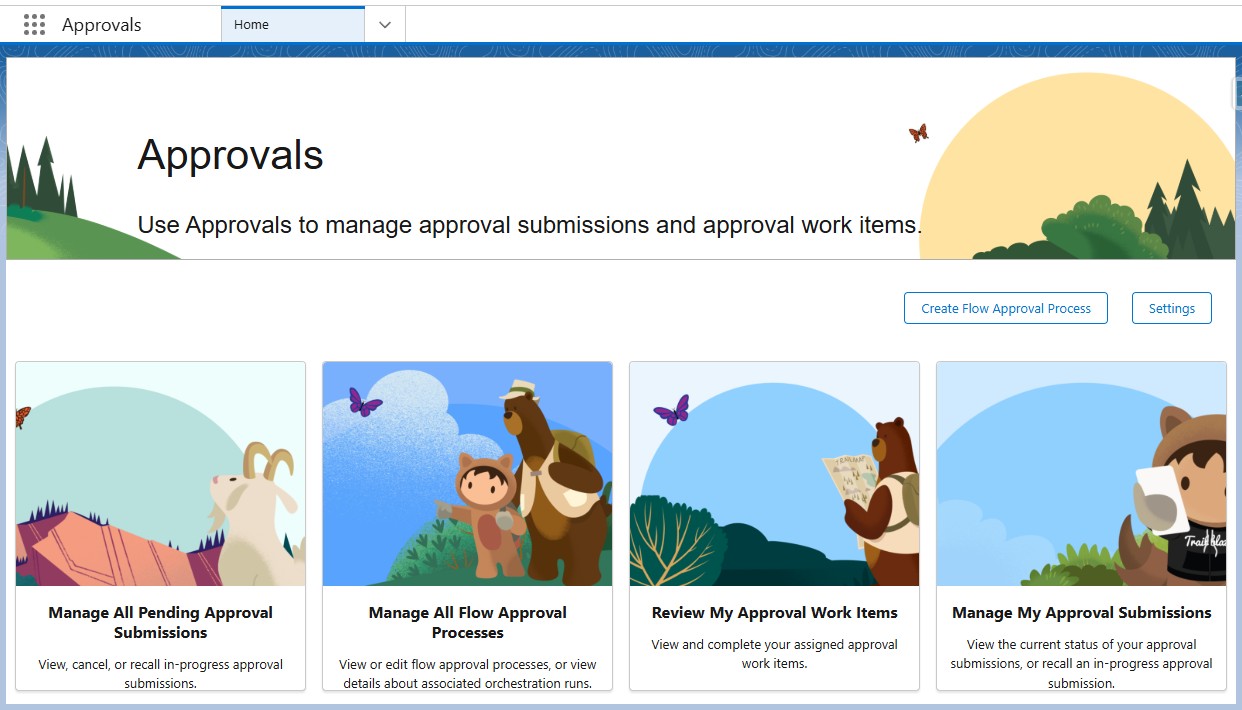 Approvals
Home
Approvals
Use Approvals to manage approval submissions and approval work items.
Create Flow Approval Process
Settings
Manage All Pending Approval
Submissions
View, cancel, or recall in-progress approval
submissions.
Manage All Flow Approval
Processes
View or edit flow approval processes, or view
details about associated orchestration runs.
Review My Approval Work Items
View and complete your assigned approval
work items.
Manage My Approval Submissions
View the current status of your approval
submissions, or recall an in-progress approval
submission.